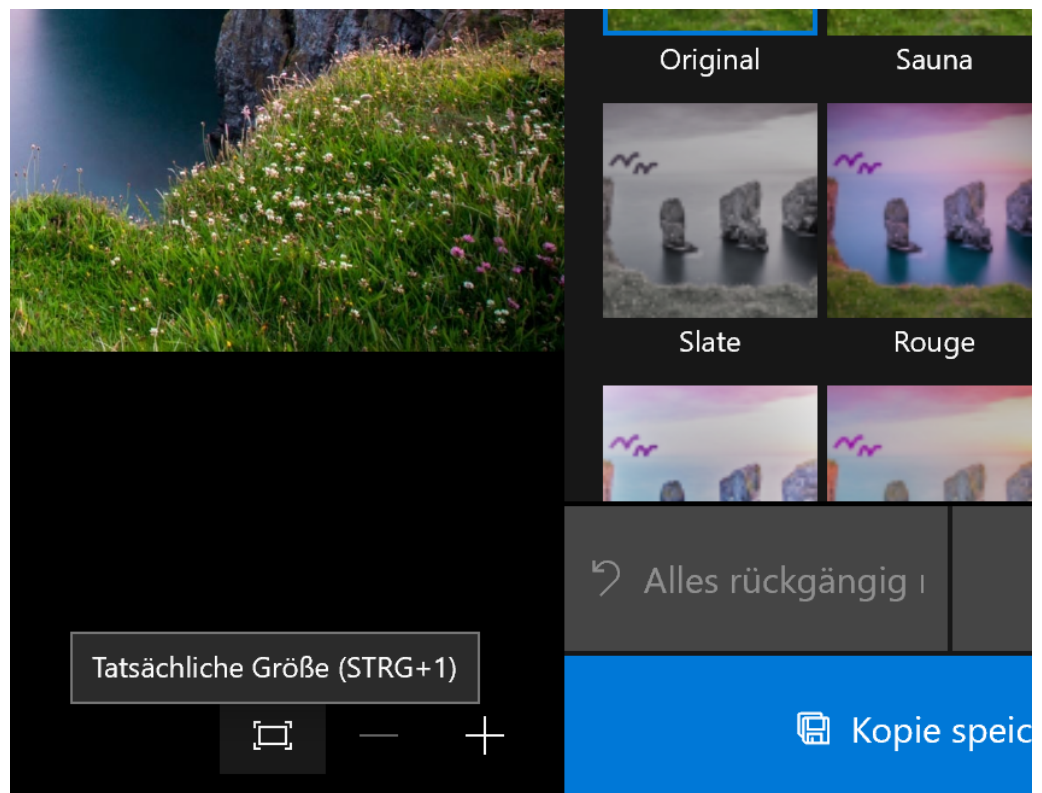 Original
Sauna
Slate
Rouge
Alles rückgängig
Tatsächliche Größe (STRG+1)
Kopie speic